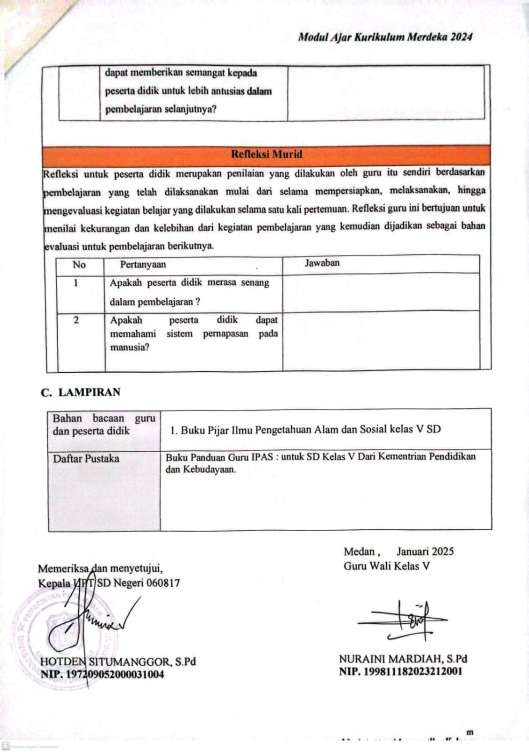 Modul Ajar Kurikulum Merdeka 2024
dapat memberikan semangat kepada
peserta didik untuk lebih antusias dalam
pembelajaran selanjutnya?
Refleksi Murid
Refleksi untuk peserta didik merupakan penilaian yang dilakukan oleh guru itu sendiri berdasarkan
pembelajaran yang telah dilaksanakan mulai dari selama mempersiapkan, melaksanakan, hingga
mengevaluasi kegiatan belajar yang dilakukan selama satu kali pertemuan. Refleksi guru ini bertujuan untuk
menilai kekurangan dan kelebihan dari kegiatan pembelajaran yang kemudian dijadikan sebagai bahan
evaluasi untuk pembelajaran berikutnya.
No Pertanyaan Jawaban
1 Apakah peserta didik merasa senang
dalam pembelajaran ?
2 Apakah peserta didik dapat
memahami sistem pernapasan pada
manusia?
C. LAMPIRAN
Bahan bacaan guru
dan peserta didik
1. Buku Pijar Ilmu Pengetahuan Alam dan Sosial kelas V SD
Daftar Pustaka
Buku Panduan Guru IPAS : untuk SD Kelas V Dari Kementrian Pendidikan
dan Kebudayaan.
Medan , Januari 2025
Memeriksa dan menyetujui,
Guru Wali Kelas V
Kepala UPT SD Negeri 060817
HOTDEN SITUMANGGOR, S.Pd
NURAINI MARDIAH, S.Pd
NIP. 197209052000031004
NIP. 199811182023212001
m